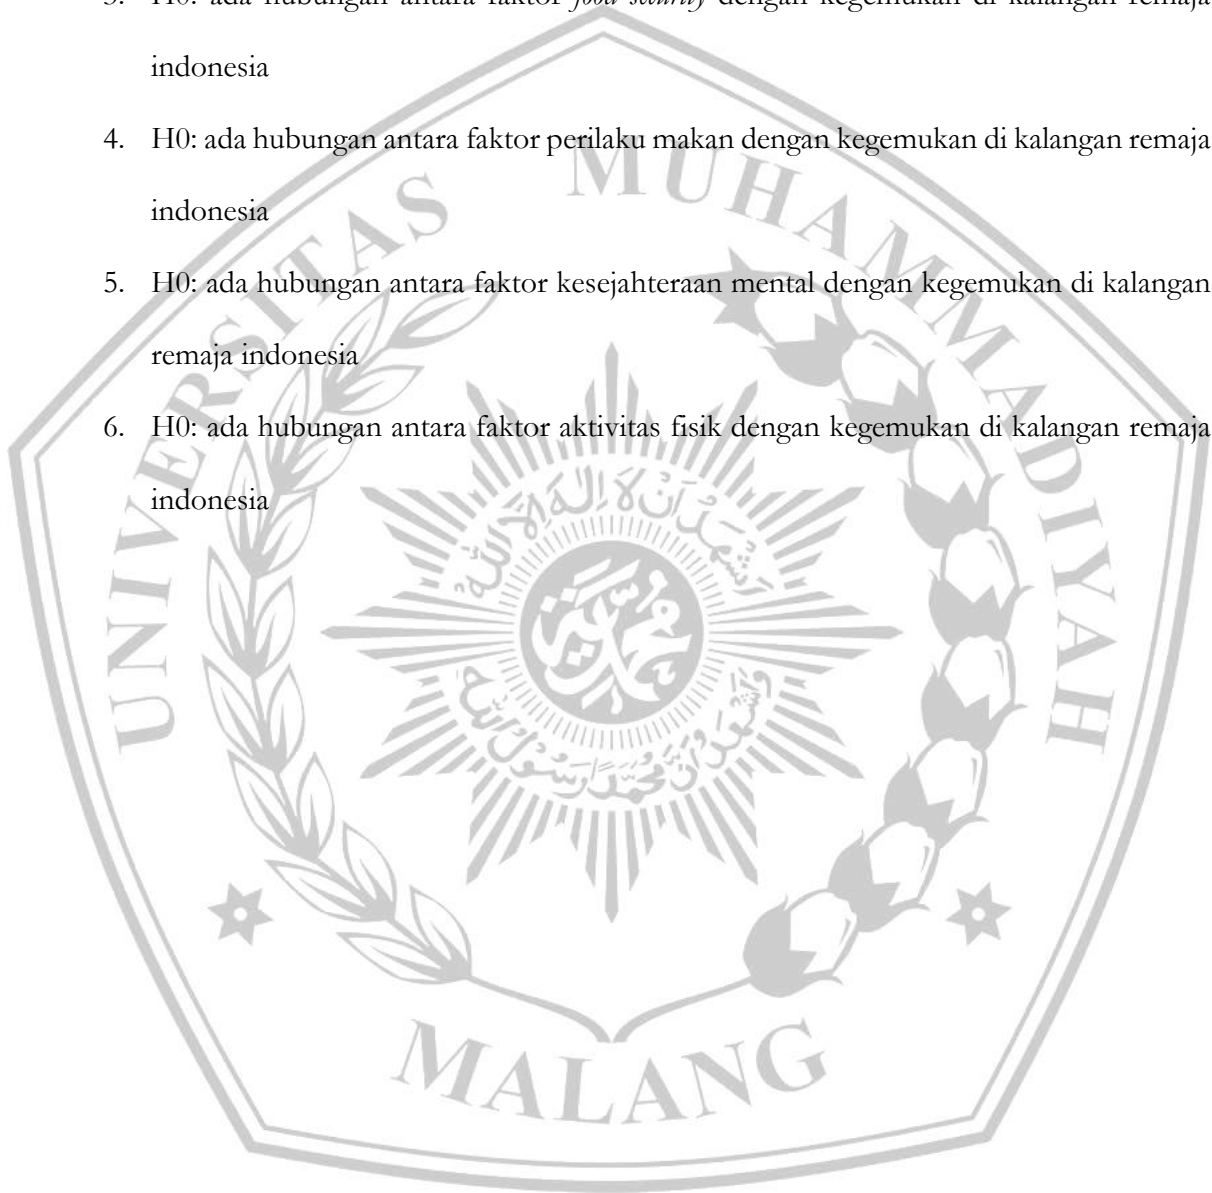 3. H0: ada hubungan antara faktor food security dengan kegemukan di kalangan remaja
indonesia
4. H0: ada hubungan antara faktor perilaku makan dengan kegemukan di kalangan remaja
indonesia
5. H0: ada hubungan antara faktor kesejahteraan mental dengan kegemukan di kalangan
remaja indonesia
6. H0: ada hubungan antara faktor aktivitas fisik dengan kegemukan di kalangan remaja
indonesia
UNIVERSITAS MUHAMMADIYAH
MALANG